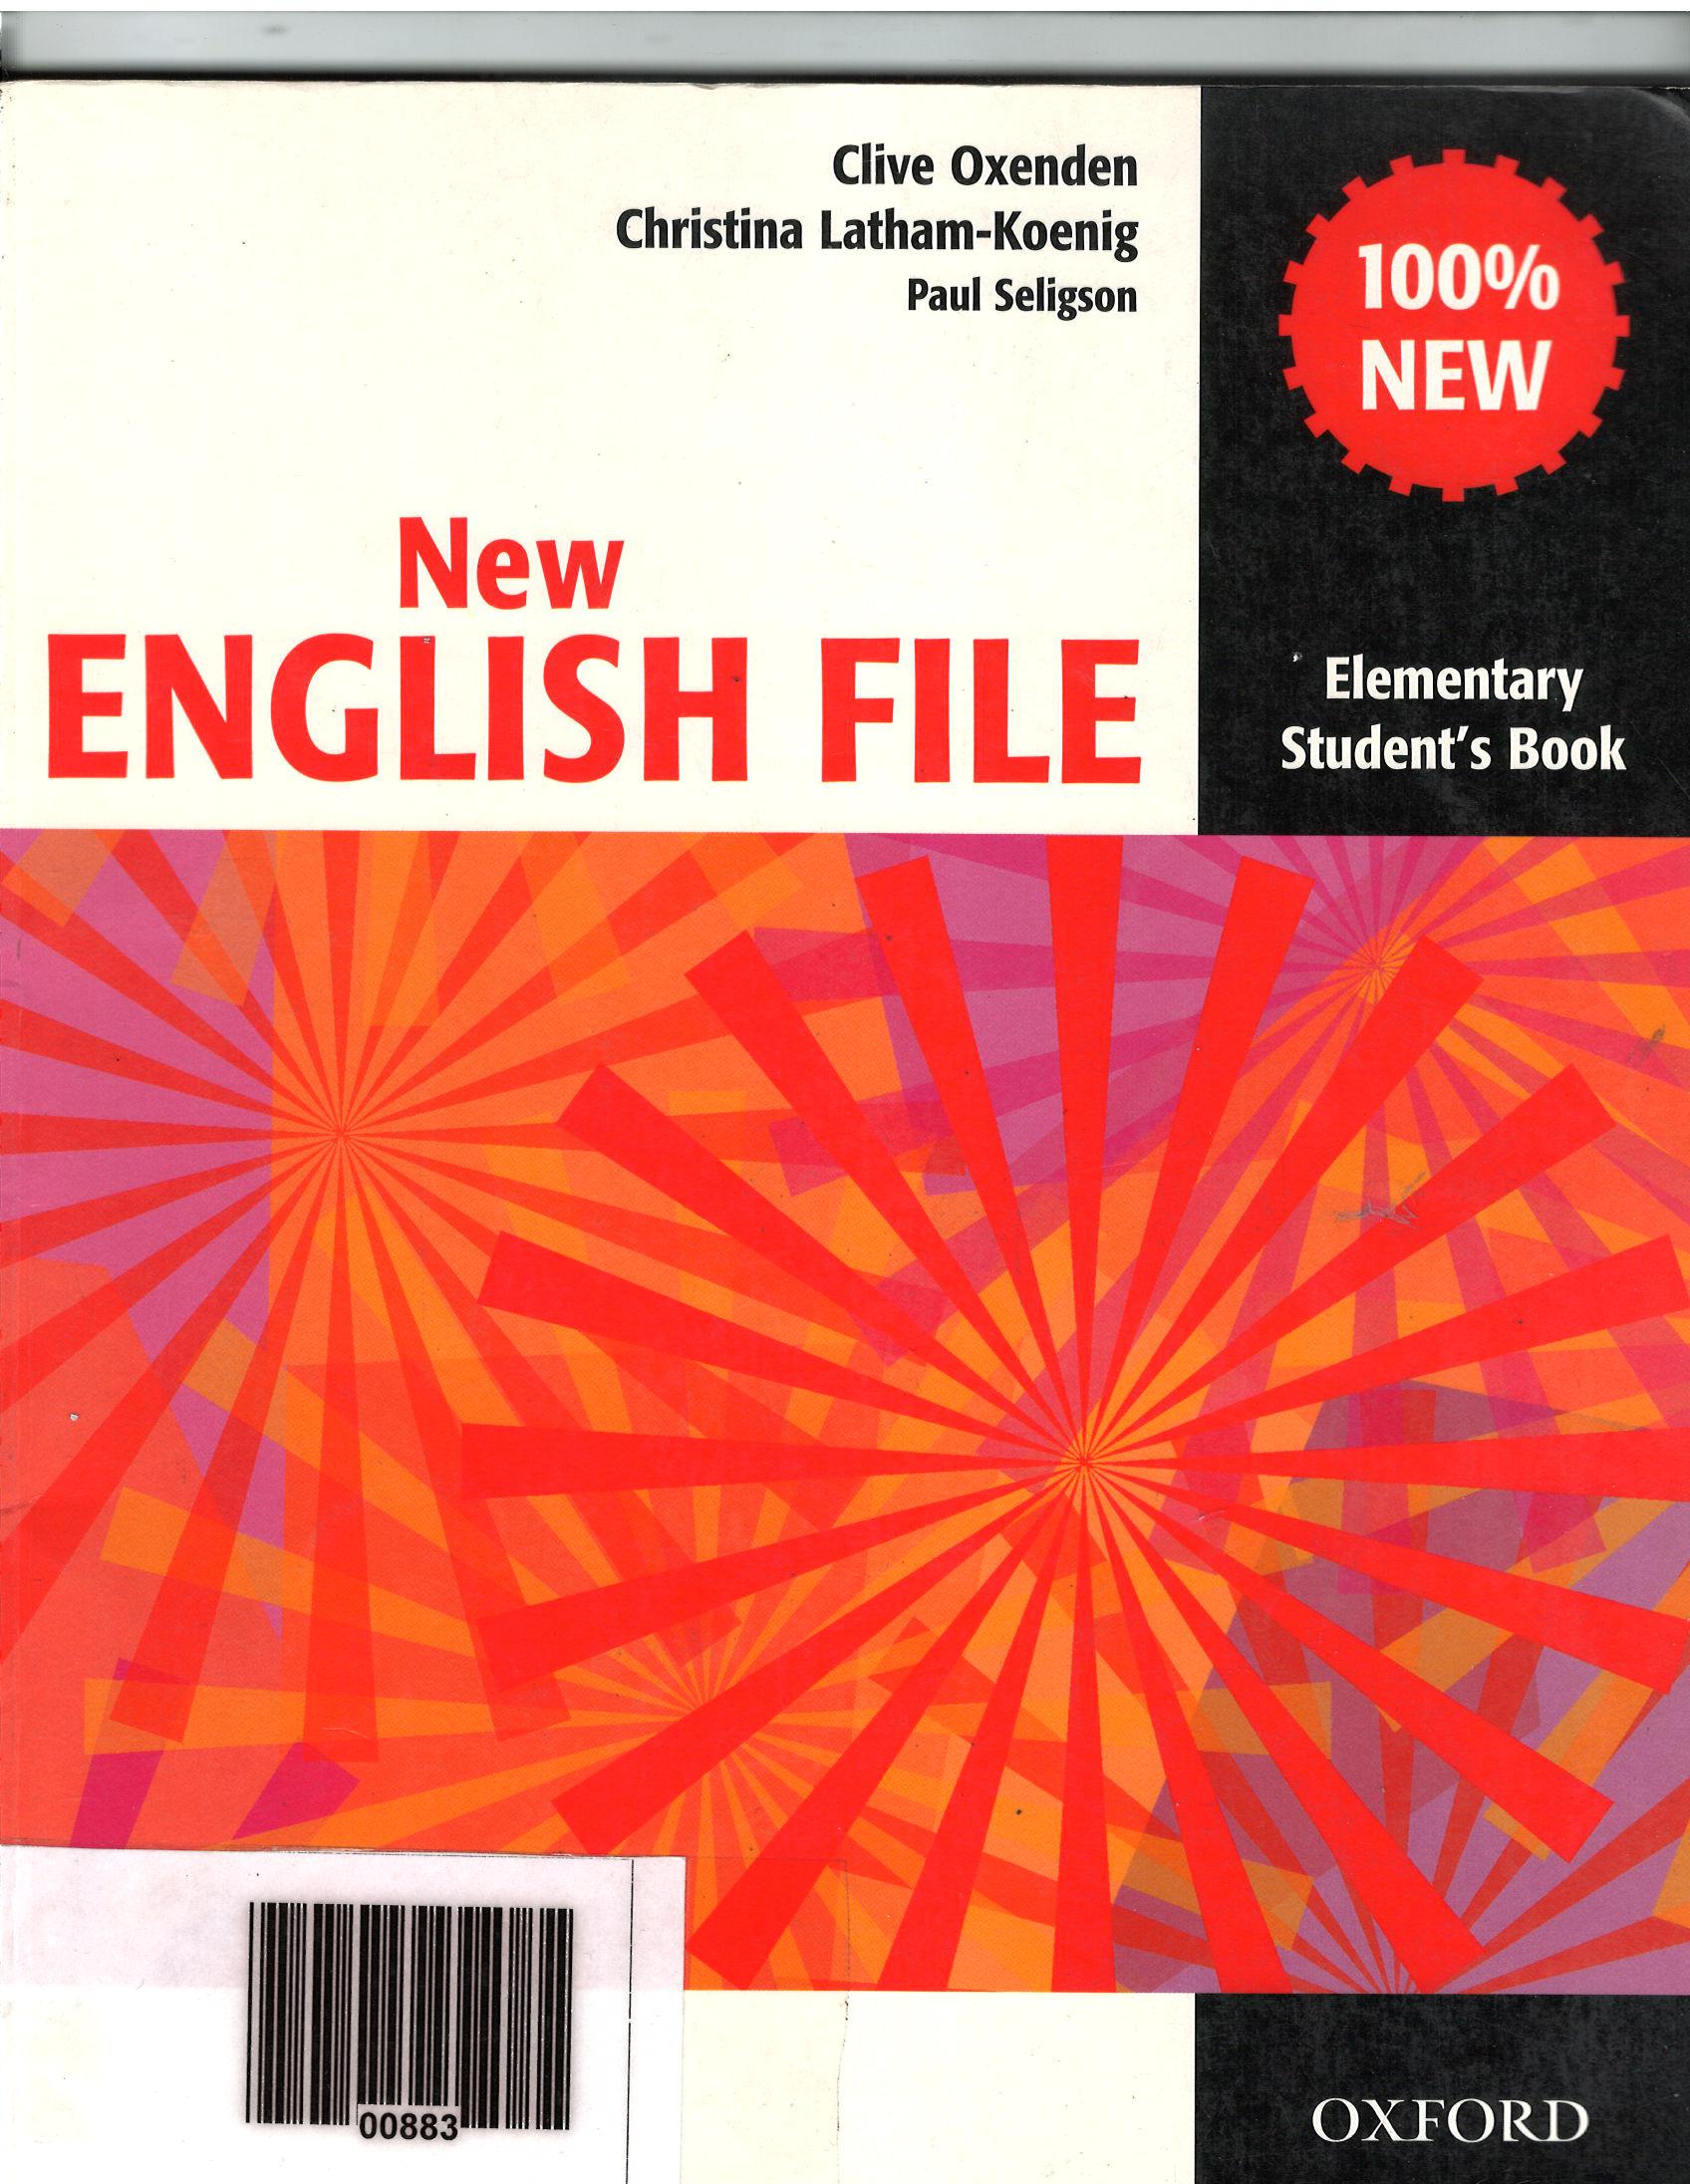 Clive Oxenden
Christina Latham-Koenig
Paul Seligson
100%
NEW
New
ENGLISH FILE
Elementary
Student's Book
00883
OXFORD